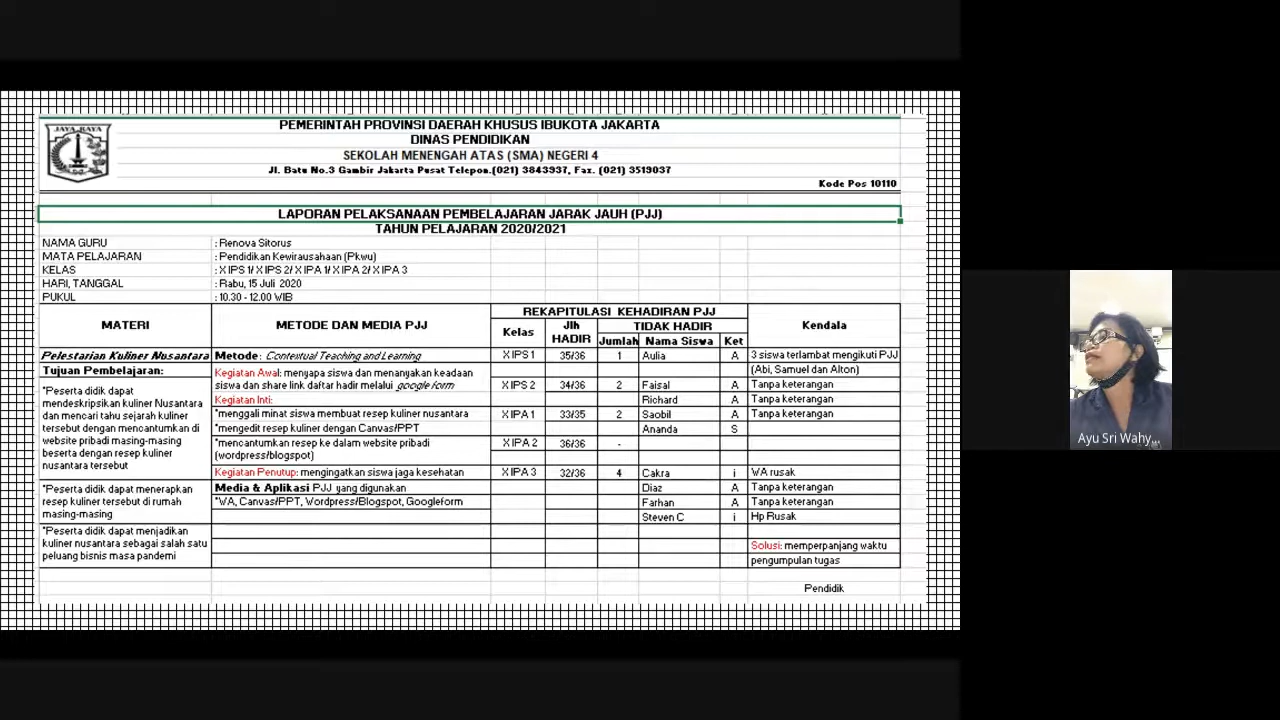 JAYA RAYA
PEMERINTAH PROVINSI DAERAH KHUSUS IBUKOTA JAKARTA
DINAS PENDIDIKAN
SEKOLAH MENENGAH ATAS (SMA) NEGERI 4
Jl. Batu No.3 Gambir Jakarta Pusat Telepon.(021) 3843937, Fax. (021) 3519037
Kode Pos 10110
LAPORAN PELAKSANAAN PEMBELAJARAN JARAK JAUH (PJJ)
TAHUN PELAJARAN 2020/2021
NAMA GURU : Renova Sitorus
MATA PELAJARAN : Pendidikan Kewirausahaan (Pkwu)
KELAS : X IPS 1/ X IPS 2/ X IPA 1/ X IPA 2/ X IPA 3
HARI, TANGGAL : Rabu, 15 Juli 2020
PUKUL : 10.30 - 12.00 WIB
MATERI
Pelestarian Kuliner Nusantara
Tujuan Pembelajaran:
*Peserta didik dapat
mendeskripsikan kuliner Nusantara
dan mencari tahu sejarah kuliner
tersebut dengan mencantumkan di
website pribadi masing-masing
beserta dengan resep kuliner
nusantara tersebut
*Peserta didik dapat menerapkan
resep kuliner tersebut di rumah
masing-masing
*Peserta didik dapat menjadikan
kuliner nusantara sebagai salah satu
peluang bisnis masa pandemi
METODE DAN MEDIA PJJ
Metode: Contextual Teaching and Learning
Kegiatan Awal: menyapa siswa dan menanyakan keadaan
siswa dan share link daftar hadir melalui google form
Kegiatan Inti:
*menggali minat siswa membuat resep kuliner nusantara
*mengedit resep kuliner dengan Canvas/PPT
*mencantumkan resep ke dalam website pribadi
(wordpress/blogspot)
Kegiatan Penutup: mengingatkan siswa jaga kesehatan
Media & Aplikasi PJJ yang digunakan
*WA, Canvas/PPT, Wordpress/Blogspot, Googleform
REKAPITULASI KEHADIRAN PJJ
Kelas Jlh HADIR TIDAK HADIR Kendala
Jumlah Nama Siswa Ket
X IPS 1 35/36 1 Aulia A 3 siswa terlambat mengikuti PJJ
(Abi, Samuel dan Alton)
X IPS 2 34/36 2 Faisal A Tanpa keterangan
Richard A Tanpa keterangan
X IPA 1 33/35 2 Saobil A Tanpa keterangan
Ananda S
X IPA 2 36/36 -
X IPA 3 32/36 4 Cakra i WA rusak
Diaz A Tanpa keterangan
Farhan A Tanpa keterangan
Steven C i Hp Rusak
Solusi: memperpanjang waktu
pengumpulan tugas
Pendidik
Ayu Sri Wahy...